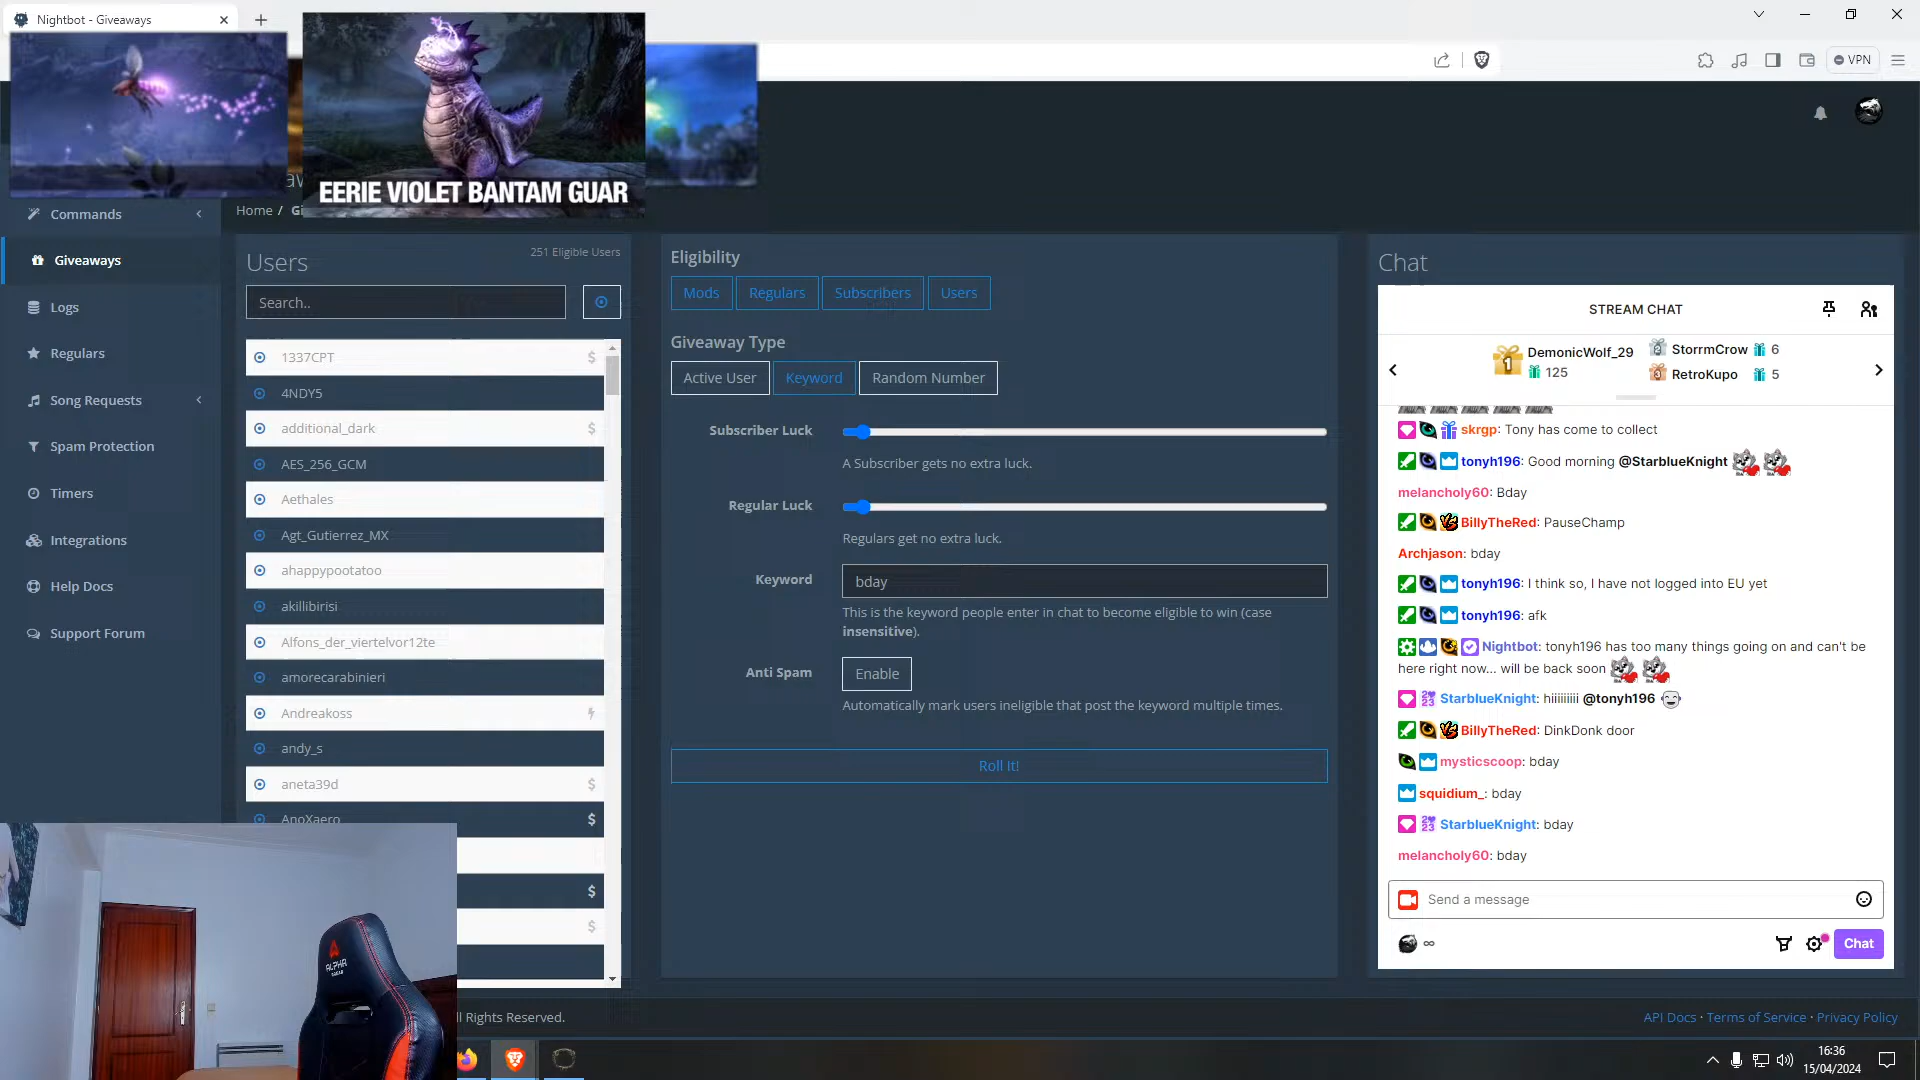 Nightbot - Giveaways
VPN
EERIE VIOLET BANTAM GUAR
Home /
Commands
Giveaways
Logs
Regulars
Song Requests
Spam Protection
Timers
Integrations
Help Docs
Support Forum
Users
251 Eligible Users
Search..
1337CPT
4NDY5
additional_dark
AES_256_GCM
Aethales
Agt_Gutierrez_MX
ahappypootatoo
akillibirisi
Alfons_der_viertelvor12te
amorecarabinieri
Andreakoss
andy_s
aneta39d
AnoXaero
Eligibility
Mods
Regulars
Subscribers
Users
Giveaway Type
Active User
Keyword
Random Number
Subscriber Luck
A Subscriber gets no extra luck.
Regular Luck
Regulars get no extra luck.
Keyword
bday
This is the keyword people enter in chat to become eligible to win (case
insensitive).
Anti Spam
Enable
Automatically mark users ineligible that post the keyword multiple times.
Roll It!
Chat
STREAM CHAT
1
DemonicWolf_29
125
2
StorrmCrow
6
3
RetroKupo
5
skrgp: Tony has come to collect
tonyh196: Good morning @StarblueKnight
melancholy60: Bday
BillyTheRed: PauseChamp
Archjason: bday
tonyh196: I think so, I have not logged into EU yet
tonyh196: afk
Nightbot: tonyh196 has too many things going on and can't be
here right now... will be back soon
StarblueKnight: hiiiiiiiii @tonyh196
BillyTheRed: DinkDonk door
mysticscoop: bday
squidium_: bday
StarblueKnight: bday
melancholy60: bday
Send a message
Chat
ALPHA
ll Rights Reserved.
API Docs · Terms of Service · Privacy Policy
16:36
15/04/2024